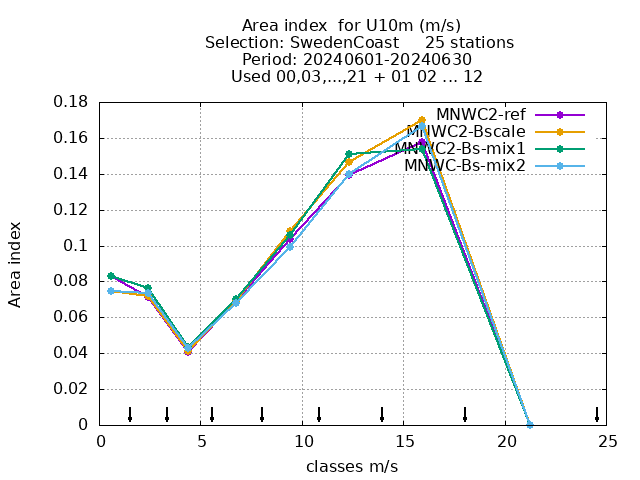 Area index  for U10m (m/s)
Selection: SwedenCoast     25 stations
Period: 20240601-20240630
Used 00,03,...,21 + 01 02 ... 12
0.18
0.16
0.14
0.12
0.1
0.08
0.06
0.04
0.02
0
Area index
MNWC2-ref
MNWC2-Bscale
MNWC2-Bs-mix1
MNWC-Bs-mix2
0
5
10
15
20
25
classes m/s